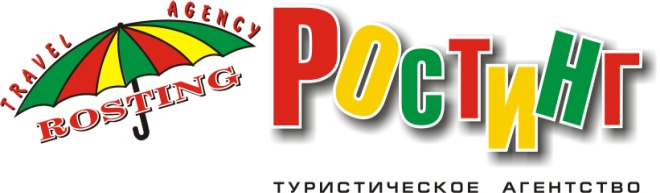 TRAVEL AGENCY
ROSTING
РОСТИНГ
ТУРИСТИЧЕСКОЕ АГЕНТСТВО